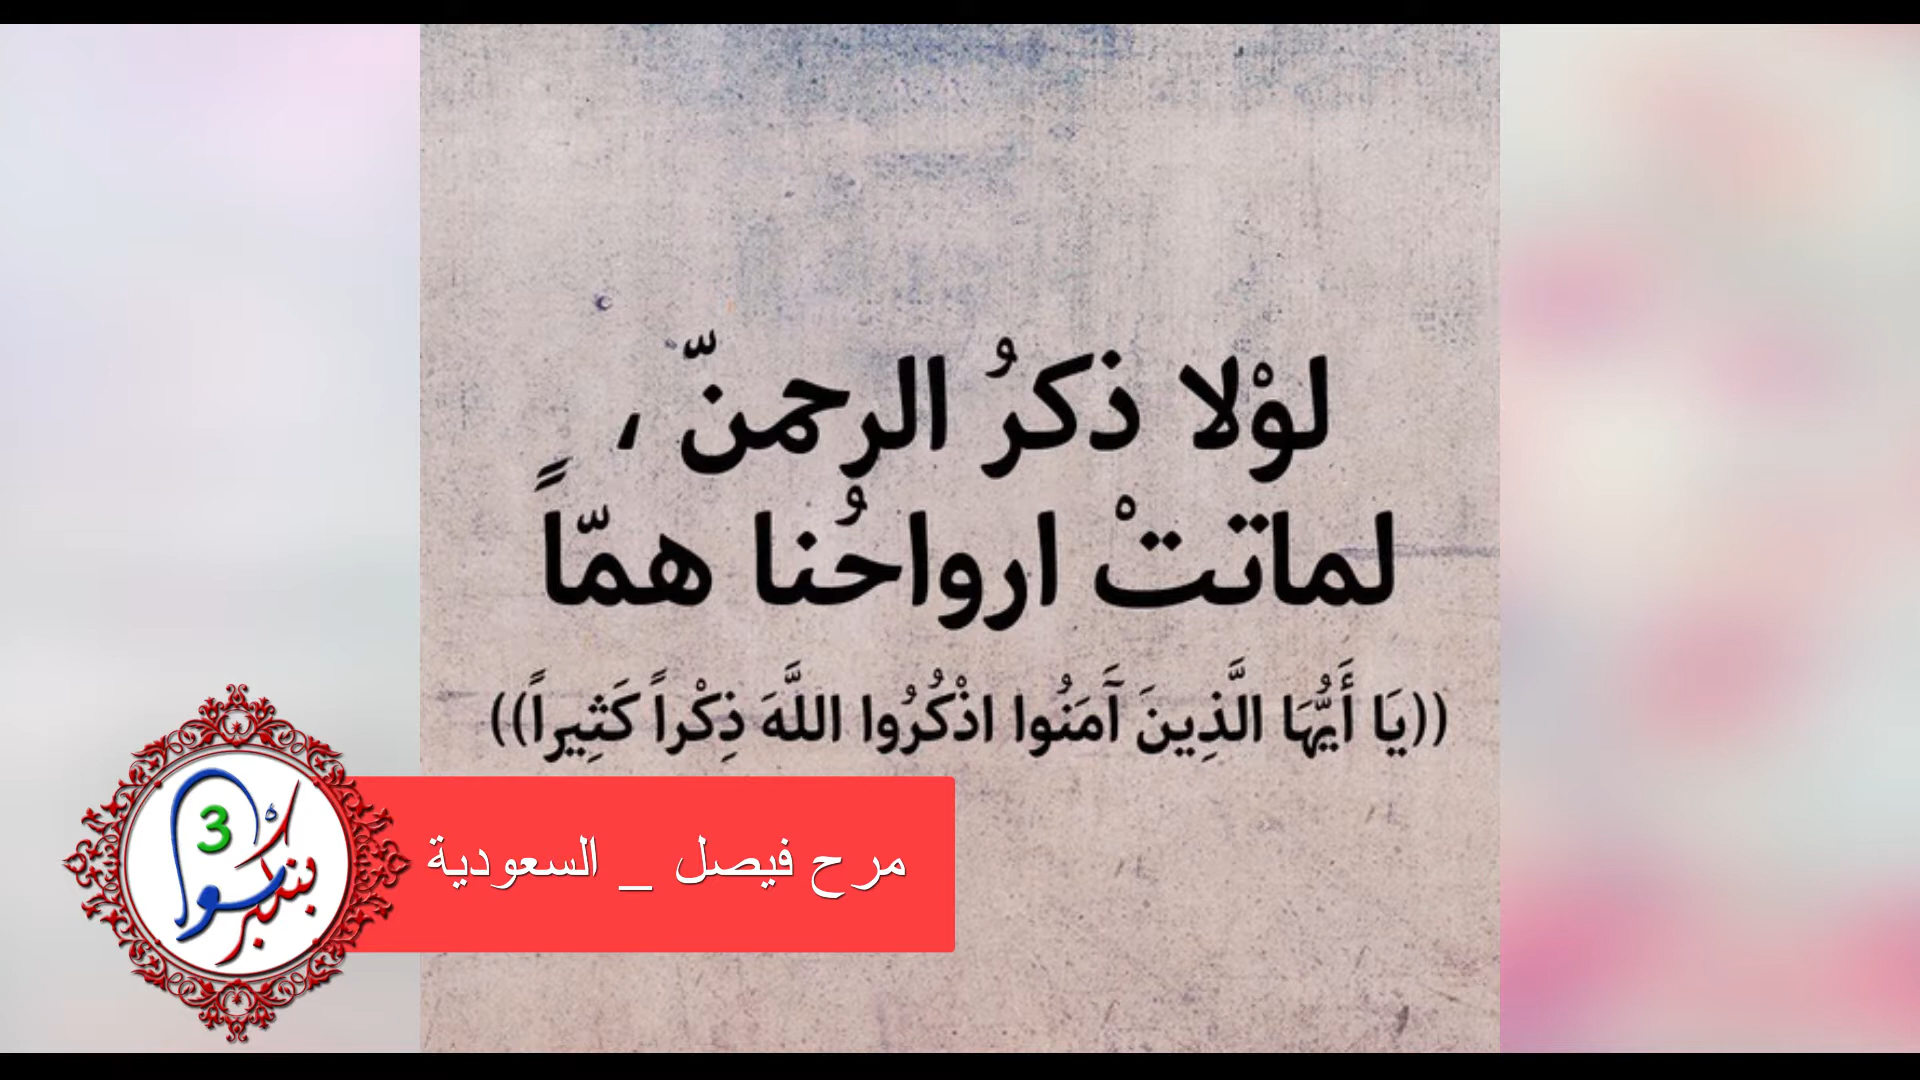 لوْلا ذكرُ الرحمنّ ،
لماتتْ ارواحُنا همّاً
((يَا أَيُّهَا الَّذِينَ آَمَنُوا اذْكُرُوا اللَّهَ ذِكْراً كَثِيراً))
مرح فيصل _ السعودية
3